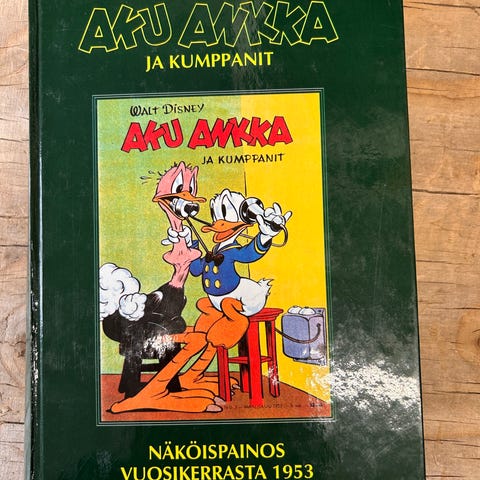 AKU ANKKA
JA KUMPPANIT
WALT DISNEY
AKU ANKKA
JA KUMPPANIT
NÄKÖISPAINOS
VUOSIKERRASTA 1953